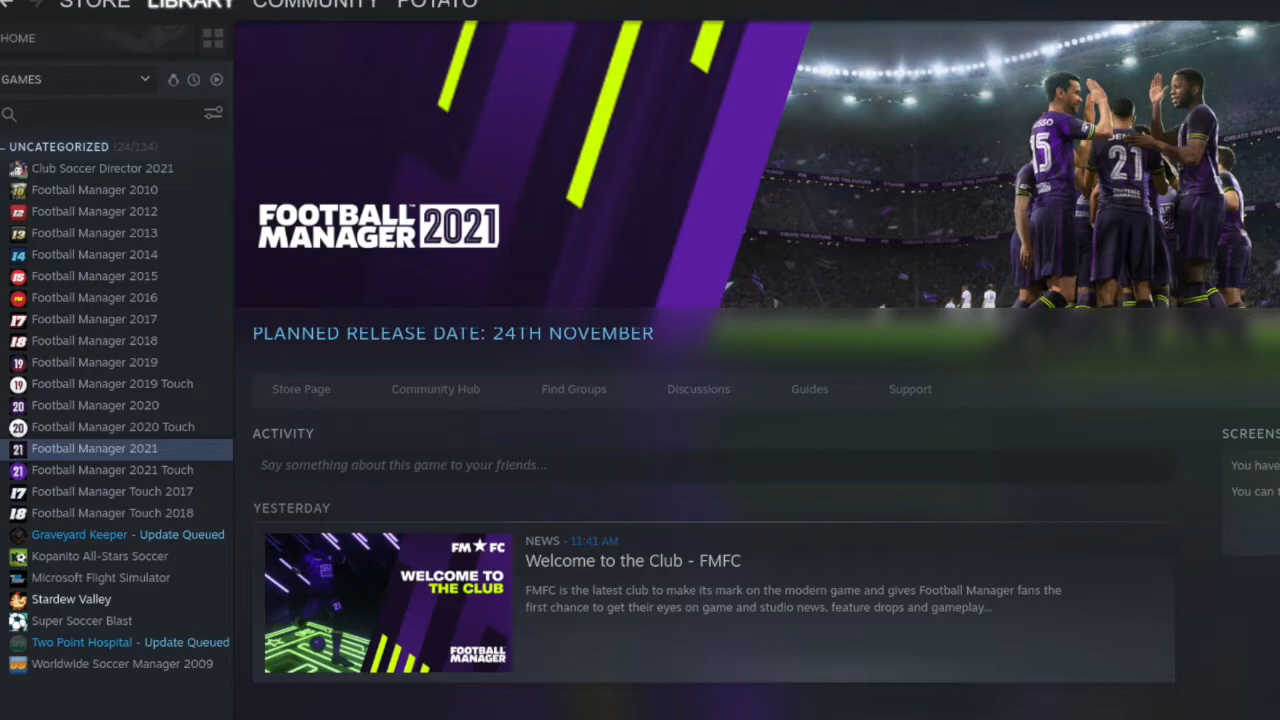 STORE LIBRARY COMMUNITY POTATO
HOME
GAMES
UNCATEGORIZED (24/134)
Club Soccer Director 2021
Football Manager 2010
Football Manager 2012
Football Manager 2013
Football Manager 2014
Football Manager 2015
Football Manager 2016
Football Manager 2017
Football Manager 2018
Football Manager 2019
Football Manager 2019 Touch
Football Manager 2020
Football Manager 2020 Touch
Football Manager 2021
Football Manager 2021 Touch
Football Manager Touch 2017
Football Manager Touch 2018
Graveyard Keeper - Update Queued
Kopanito All-Stars Soccer
Microsoft Flight Simulator
Stardew Valley
Super Soccer Blast
Two Point Hospital - Update Queued
Worldwide Soccer Manager 2009
FOOTBALL™
MANAGER 2021
15
21
CREATE THE FUTURE
PLANNED RELEASE DATE: 24TH NOVEMBER
Store Page Community Hub Find Groups Discussions Guides Support
ACTIVITY
Say something about this game to your friends...
YESTERDAY
FM FC
WELCOME TO
THE CLUB
FOOTBALL
MANAGER
NEWS - 11:41 AM
Welcome to the Club - FMFC
FMFC is the latest club to make its mark on the modern game and gives Football Manager fans the
first chance to get their eyes on game and studio news, feature drops and gameplay...
SCREENS
You have
You can t